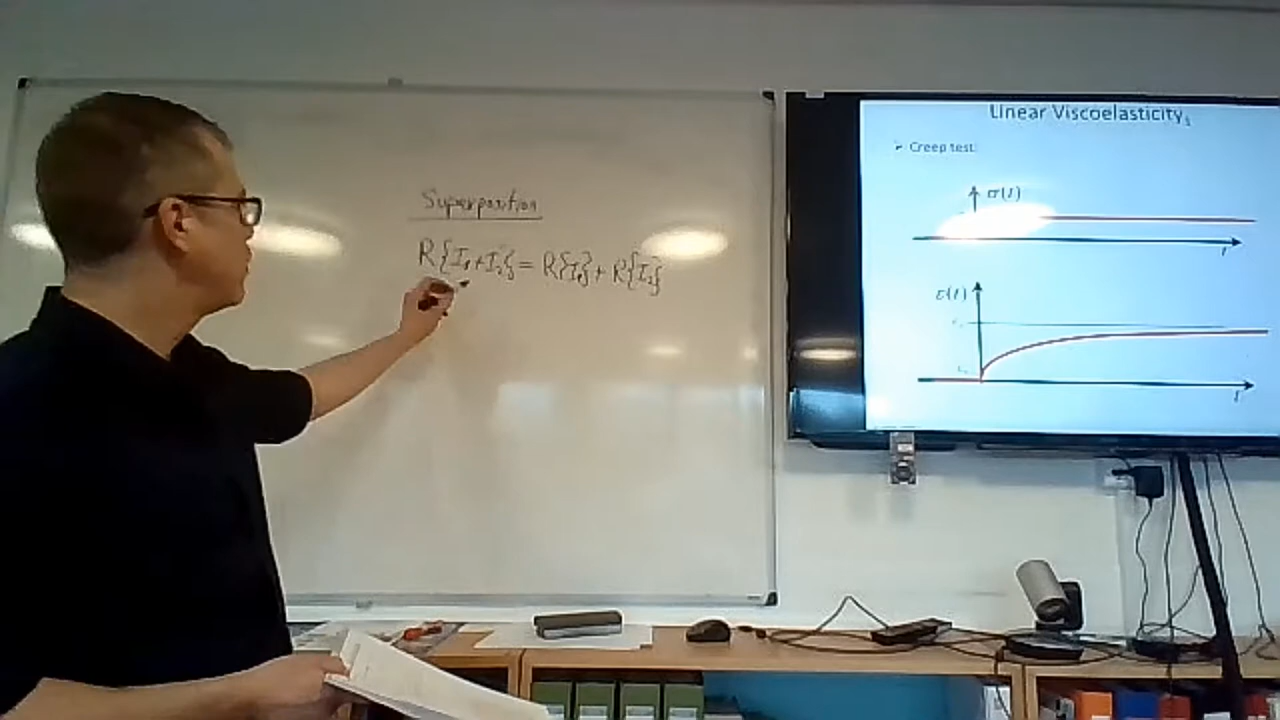 Superposition
R{I₁+I₂} = R{I₁} + R{I₂}
Linear Viscoelasticity
➢ Creep test:
σ(t)
t
ε(t)
t